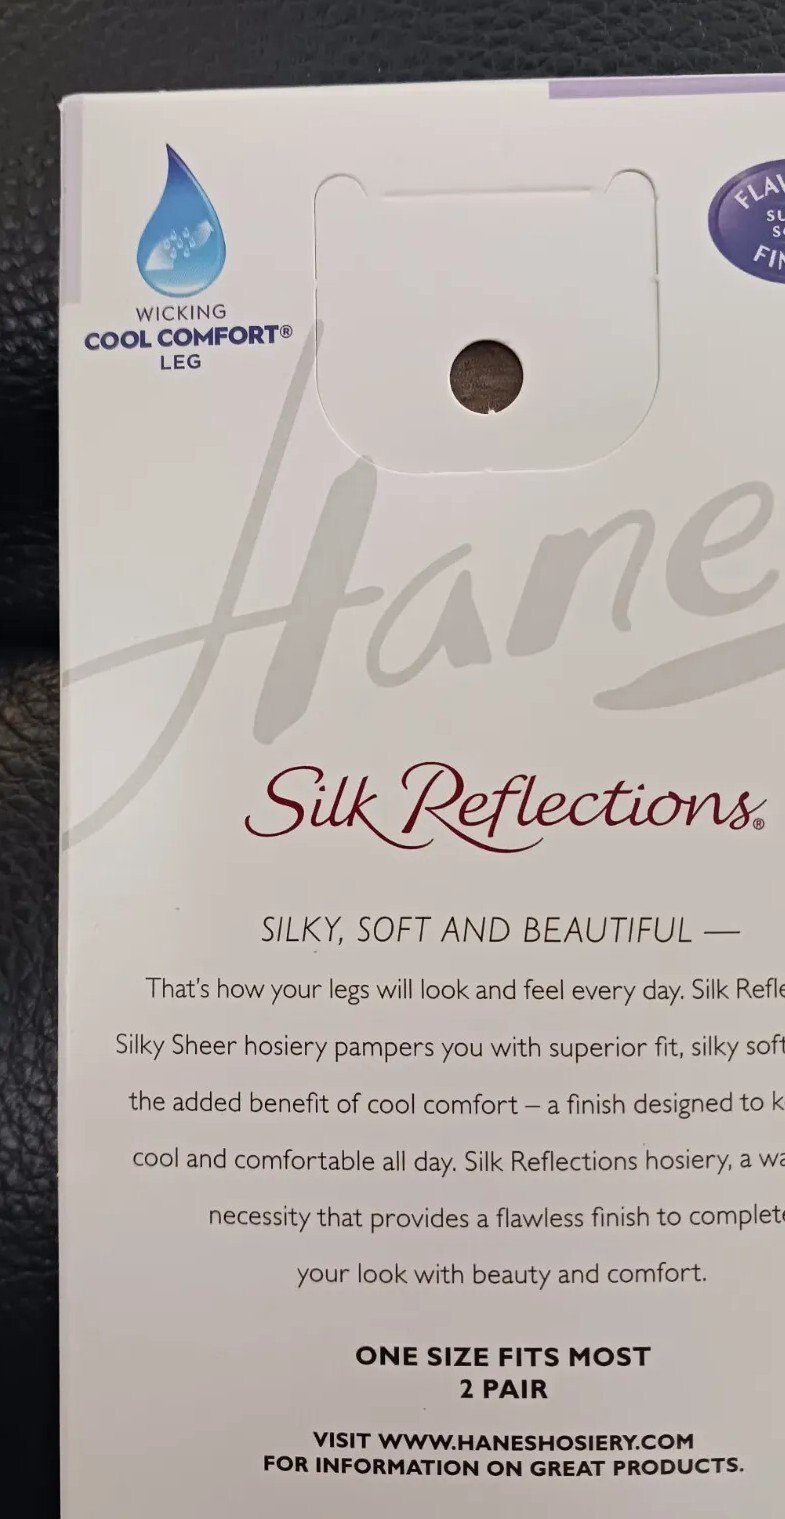 WICKING
COOL COMFORT®
LEG
Hane
Silk Reflections®
SILKY, SOFT AND BEAUTIFUL —
That's how your legs will look and feel every day. Silk
Silky Sheer hosiery pampers you with superior fit, silky
the added benefit of cool comfort – a finish designed to
cool and comfortable all day. Silk Reflections hosiery, a
necessity that provides a flawless finish to complete
your look with beauty and comfort.
ONE SIZE FITS MOST
2 PAIR
VISIT WWW.HANESHOSIERY.COM
FOR INFORMATION ON GREAT PRODUCTS.